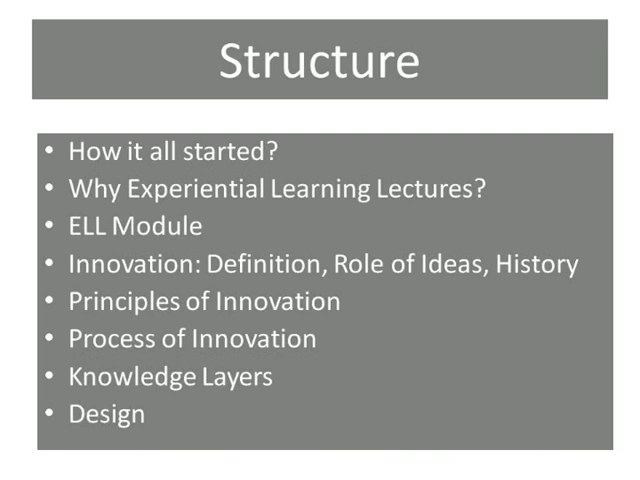 Structure
• How it all started?
• Why Experiential Learning Lectures?
• ELL Module
• Innovation: Definition, Role of Ideas, History
• Principles of Innovation
• Process of Innovation
• Knowledge Layers
• Design